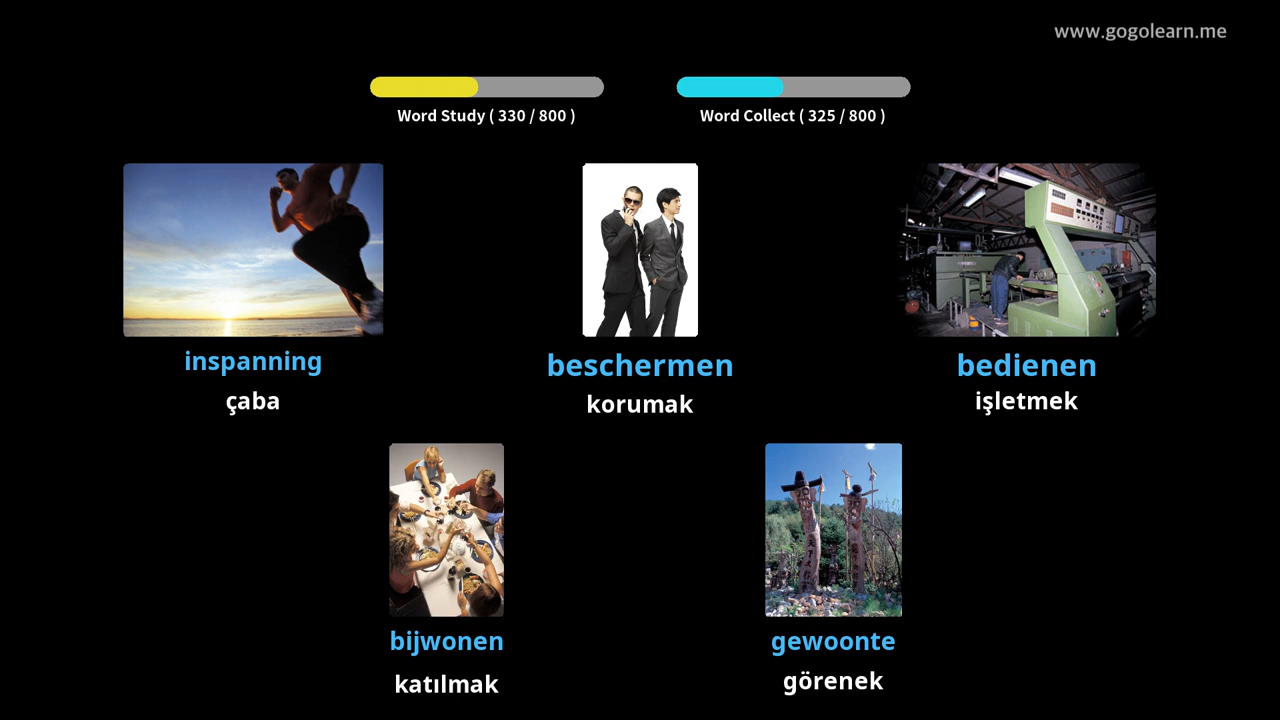 www.gogolearn.me
Word Study ( 330 / 800 )
Word Collect ( 325 / 800 )
inspanning
çaba
beschermen
korumak
bedienen
işletmek
bijwonen
katılmak
gewoonte
görenek